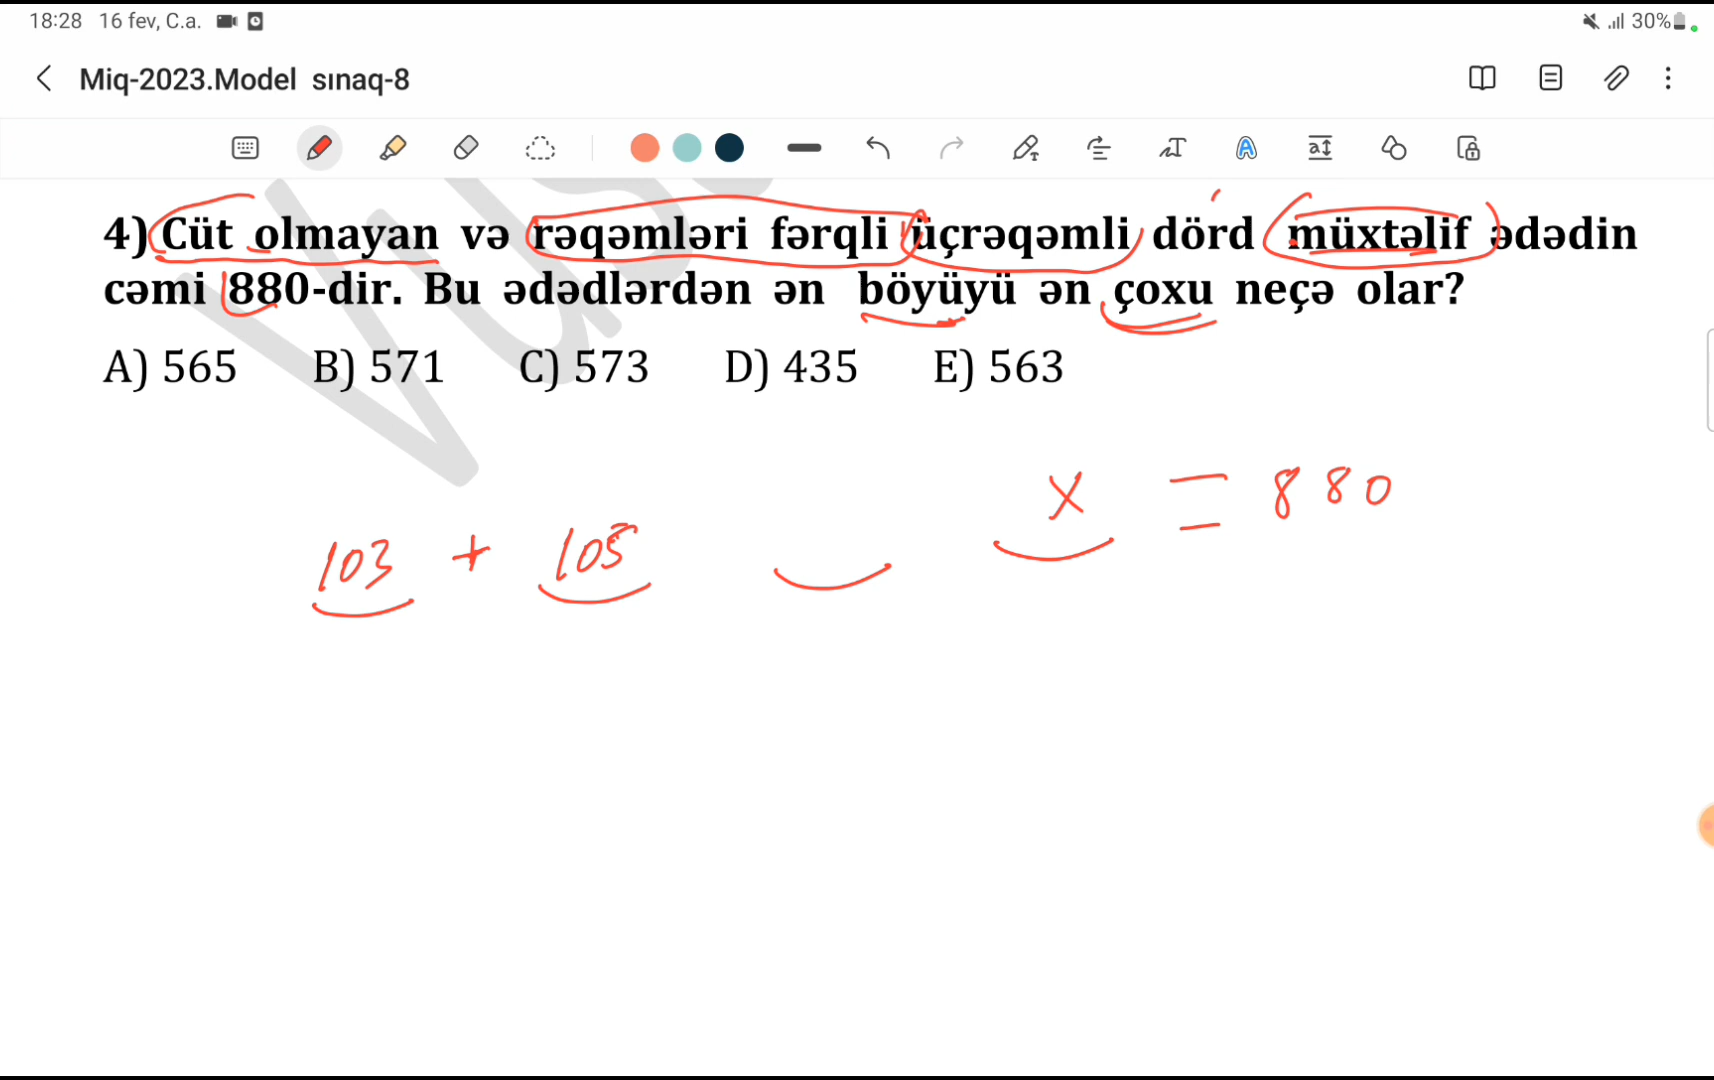 18:28 16 fev, C.a. 30%
Miq-2023.Model sınaq-8
4) Cüt olmayan və rəqəmləri fərqli üçrəqəmli dörd müxtəlif ədədin
cəmi 880-dir. Bu ədədlərdən ən böyüyü ən çoxu neçə olar?
A) 565 B) 571 C) 573 D) 435 E) 563
x = 880
103 + 105